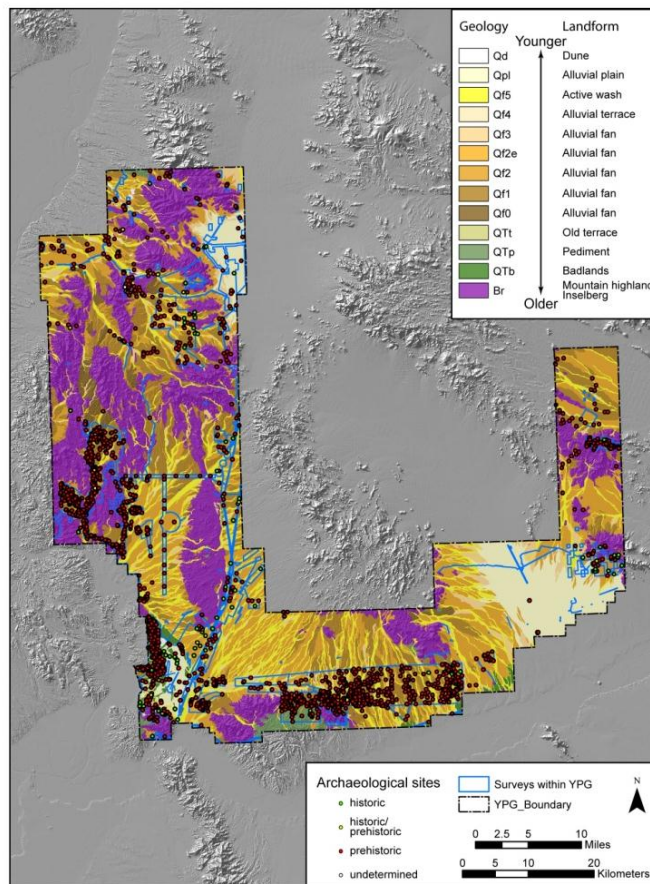 Geology Landform
Younger
Qd Dune
Qpl Alluvial plain
Qf5 Active wash
Qf4 Alluvial terrace
Qf3 Alluvial fan
Qf2e Alluvial fan
Qf2 Alluvial fan
Qf1 Alluvial fan
Qf0 Alluvial fan
QTt Old terrace
QTp Pediment
QTb Badlands
Br Mountain highland
Inselberg
Older
Archaeological sites
historic
historic/
prehistoric
prehistoric
undetermined
Surveys within YPG
YPG_Boundary
N
0 2.5 5 10
Miles
0 5 10 20
Kilometers